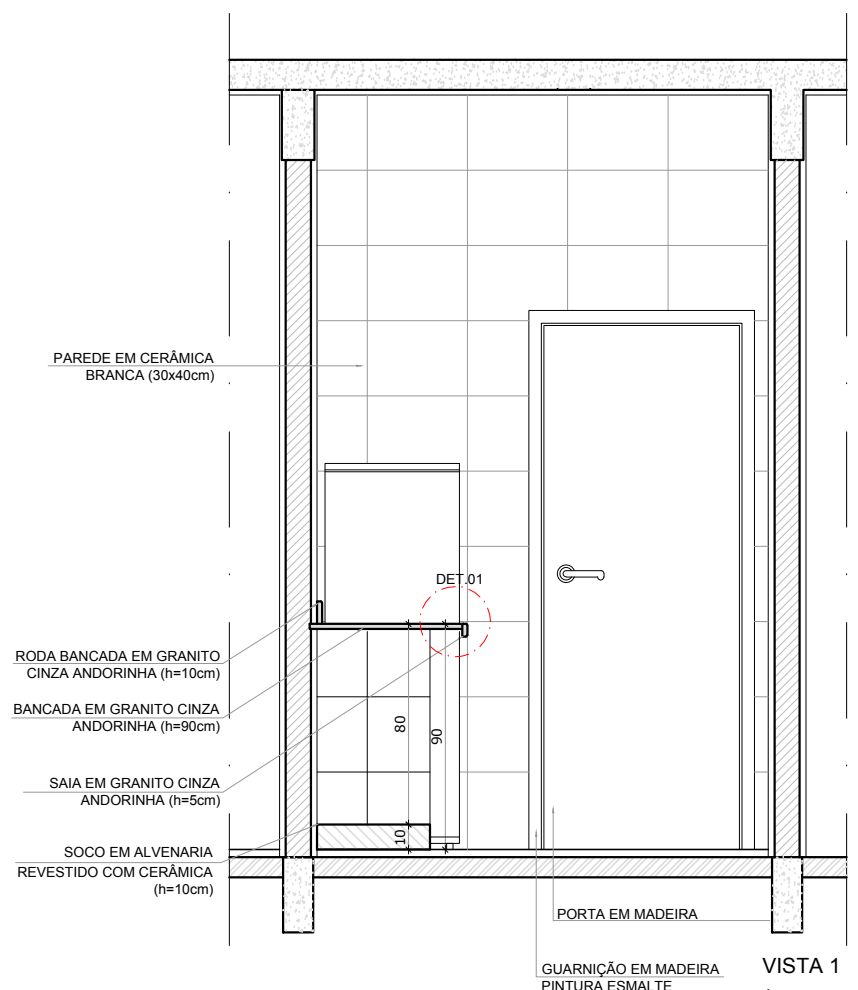 PAREDE EM CERÂMICA
BRANCA (30x40cm)
DET.01
RODA BANCADA EM GRANITO
CINZA ANDORINHA (h=10cm)
BANCADA EM GRANITO CINZA
ANDORINHA (h=90cm)
80
90
SAIA EM GRANITO CINZA
ANDORINHA (h=5cm)
10
SOCO EM ALVENARIA
REVESTIDO COM CERÂMICA
(h=10cm)
PORTA EM MADEIRA
GUARNIÇÃO EM MADEIRA
PINTURA ESMALTE
VISTA 1